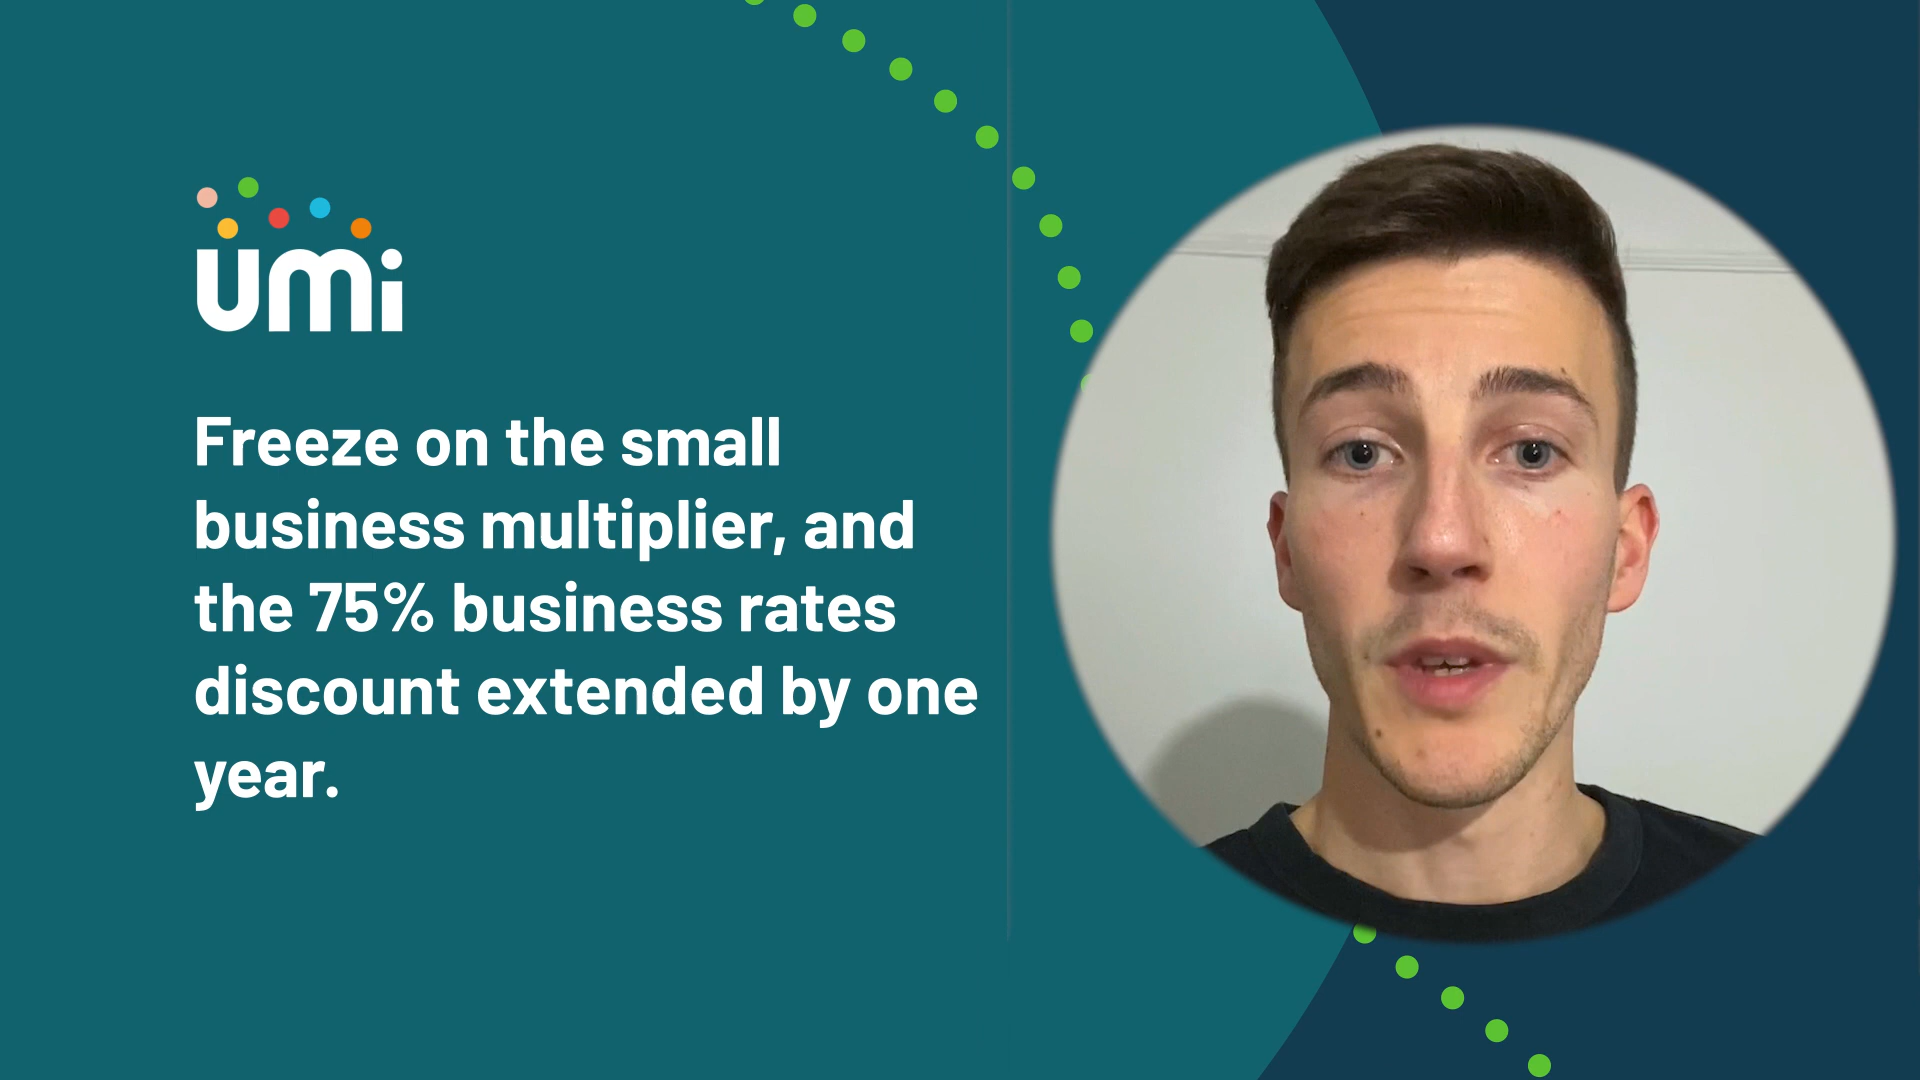 umi
Freeze on the small
business multiplier, and
the 75% business rates
discount extended by one
year.